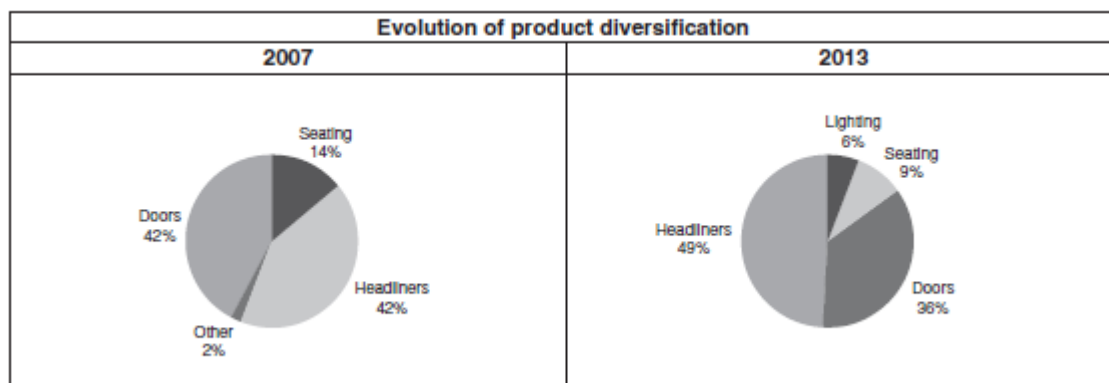 Evolution of product diversification
2007
2013
Seating
14%
Doors
42%
Headliners
42%
Other
2%
Lighting
6%
Seating
9%
Headliners
49%
Doors
36%